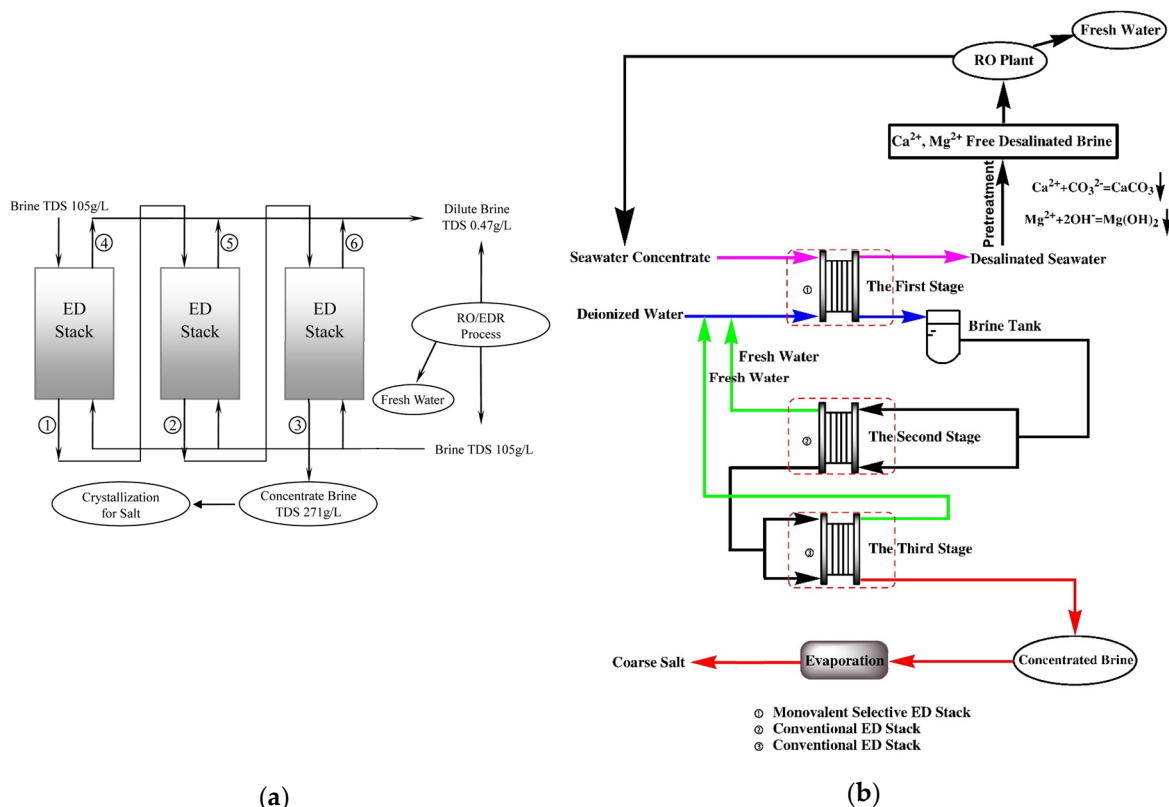 Brine TDS 105g/L
④
⑤
⑥
Dilute Brine
TDS 0.47g/L
ED
Stack
ED
Stack
ED
Stack
RO/EDR
Process
Fresh Water
①
②
③
Brine TDS 105g/L
Crystallization
for Salt
Concentrate Brine
TDS 271g/L
(a)
Fresh Water
RO Plant
Ca²⁺, Mg²⁺ Free Desalinated Brine
Pretreatment
Ca²⁺+CO₃²⁻=CaCO₃
Mg²⁺+2OH⁻=Mg(OH)₂
Seawater Concentrate
Desalinated Seawater
①
The First Stage
Deionized Water
Brine Tank
Fresh Water
Fresh Water
②
The Second Stage
③
The Third Stage
Coarse Salt
Evaporation
Concentrated Brine
① Monovalent Selective ED Stack
② Conventional ED Stack
③ Conventional ED Stack
(b)